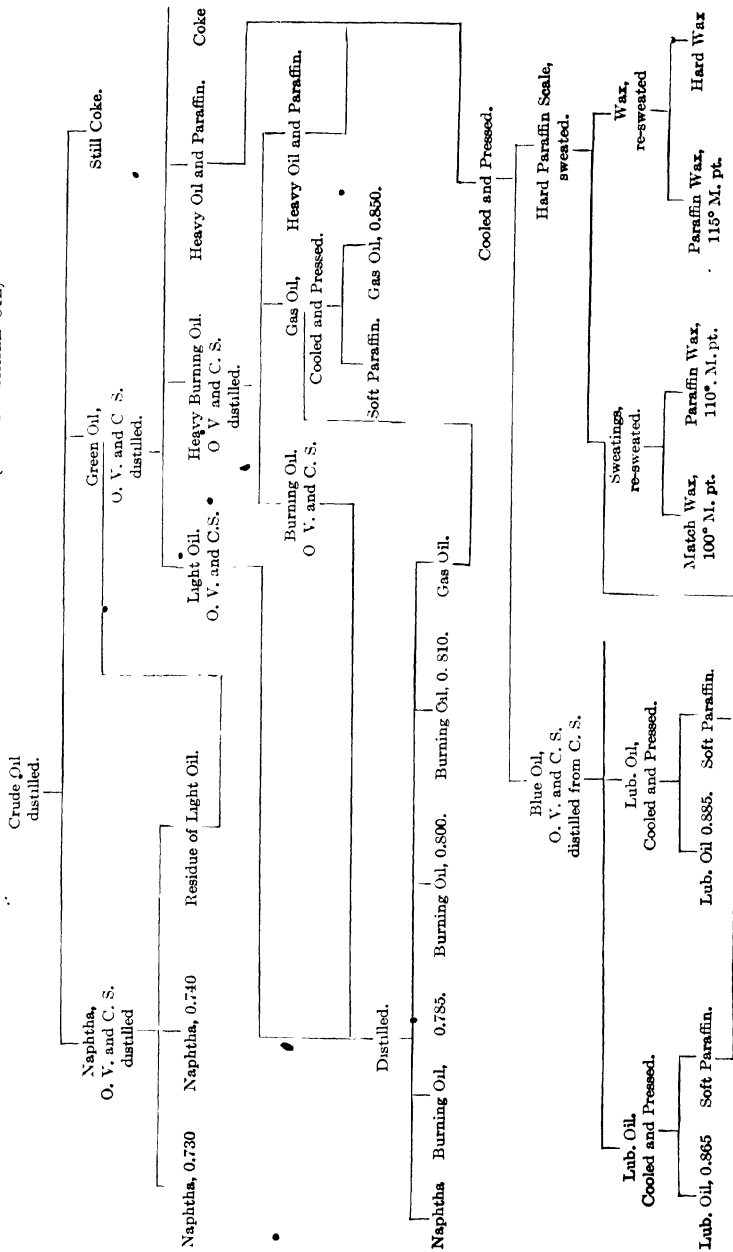 Crude Oil
distilled.
Naphtha,
O. V. and C. S.
distilled
Green Oil,
O. V. and C S.
distilled.
Still Coke.
Naphtha, 0.730
Naphtha, 0.740
Residue of Light Oil.
Light Oil.
O. V. and C.S.
Heavy Burning Oil.
O V. and C. S.
distilled.
Heavy Oil and Paraffin.
Coke
Burning Oil.
O V. and C. S.
Gas Oil,
Cooled and Pressed.
Heavy Oil and Paraffin.
Soft Paraffin.
Gas Oil, 0.850.
Distilled.
Naphtha
Burning Oil, 0.785.
Burning Oil, 0.800.
Burning Oil, 0. 810.
Gas Oil.
Cooled and Pressed.
Blue Oil,
O. V. and C. S.
distilled from C. S.
Hard Paraffin Scale,
sweated.
Lub. Oil.
Cooled and Pressed.
Lub. Oil,
Cooled and Pressed.
Sweatings,
re-sweated.
Wax,
re-sweated
Lub. Oil, 0.865
Soft Paraffin.
Lub. Oil 0.885.
Soft Paraffin.
Match Wax,
100° M. pt.
Paraffin Wax,
110°. M. pt.
Paraffin Wax,
115° M. pt.
Hard Wax